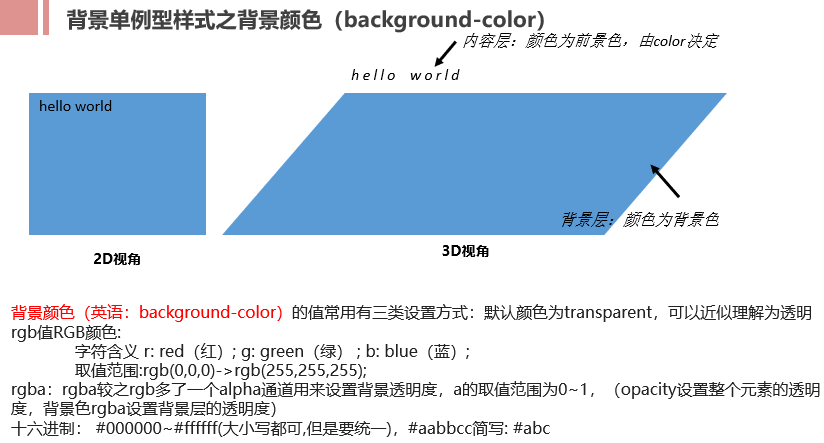 背景单例型样式之背景颜色（background-color）
内容层：颜色为前景色，由color决定
hello world
hello world
背景层：颜色为背景色
2D视角
3D视角
背景颜色（英语：background-color）的值常用有三类设置方式：默认颜色为transparent，可以近似理解为透明
rgb值RGB颜色:
字符含义 r: red（红）; g: green（绿） ; b: blue（蓝）;
取值范围:rgb(0,0,0)->rgb(255,255,255);
rgba：rgba较之rgb多了一个alpha通道用来设置背景透明度，a的取值范围为0~1，（opacity设置整个元素的透明
度，背景色rgba设置背景层的透明度）
十六进制： #000000~#ffffff(大小写都可,但是要统一)，#aabbcc简写: #abc